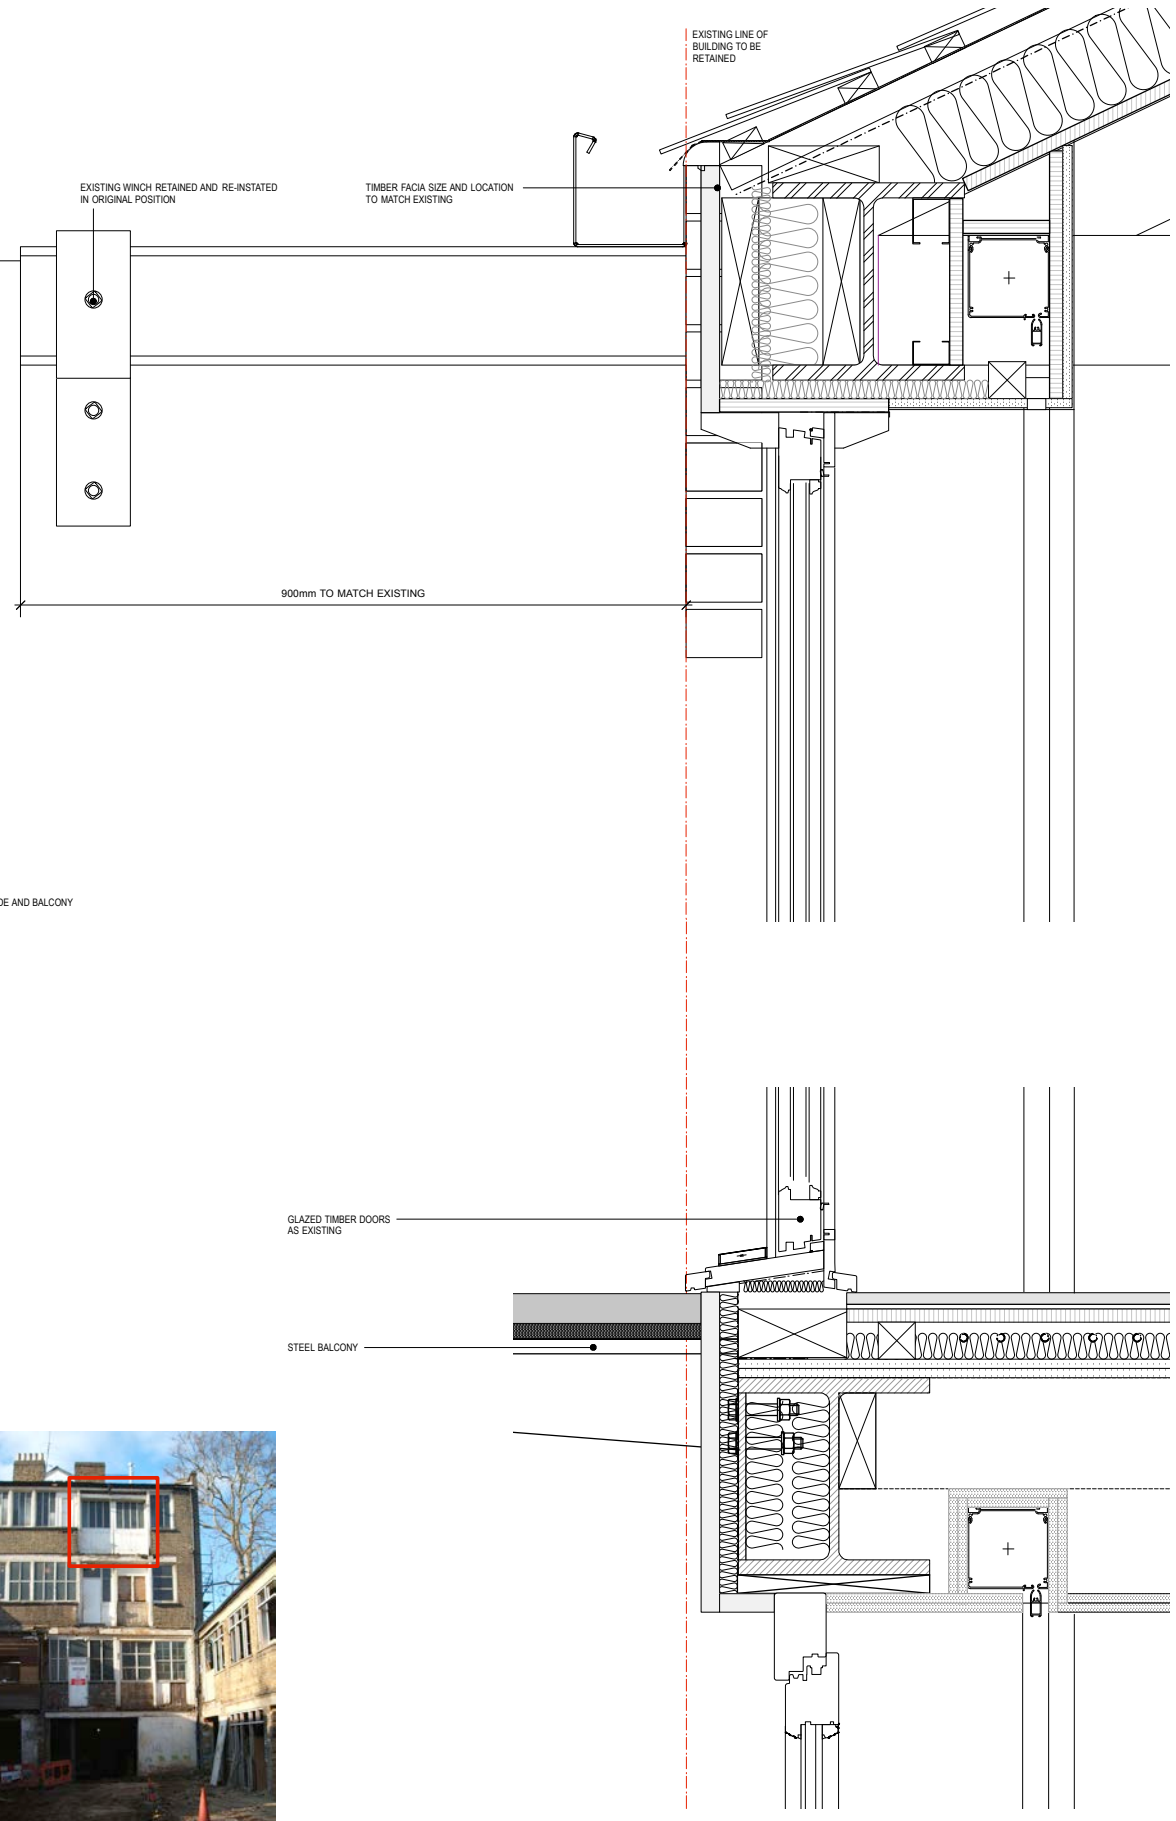 EXISTING LINE OF
BUILDING TO BE
RETAINED
EXISTING WINCH RETAINED AND RE-INSTATED
IN ORIGINAL POSITION
TIMBER FACIA SIZE AND LOCATION
TO MATCH EXISTING
900mm TO MATCH EXISTING
AND BALCONY
GLAZED TIMBER DOORS
AS EXISTING
STEEL BALCONY